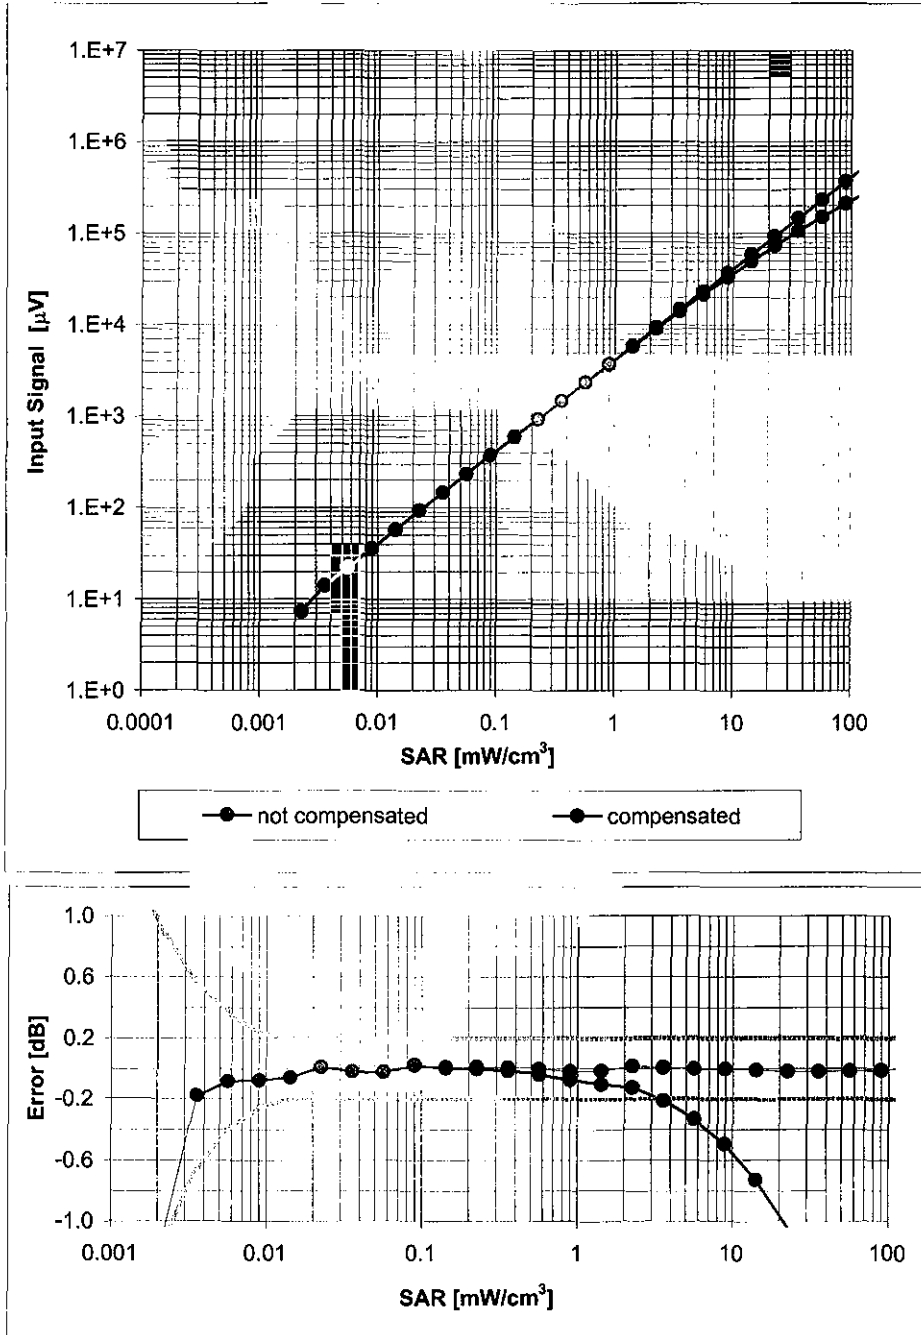 1.E+7
1.E+6
1.E+5
1.E+4
1.E+3
1.E+2
1.E+1
1.E+0
Input Signal [µV]
0.0001 0.001 0.01 0.1 1 10 100
SAR [mW/cm³]
not compensated compensated
1.0
0.6
0.2
-0.2
-0.6
-1.0
Error [dB]
0.001 0.01 0.1 1 10 100
SAR [mW/cm³]